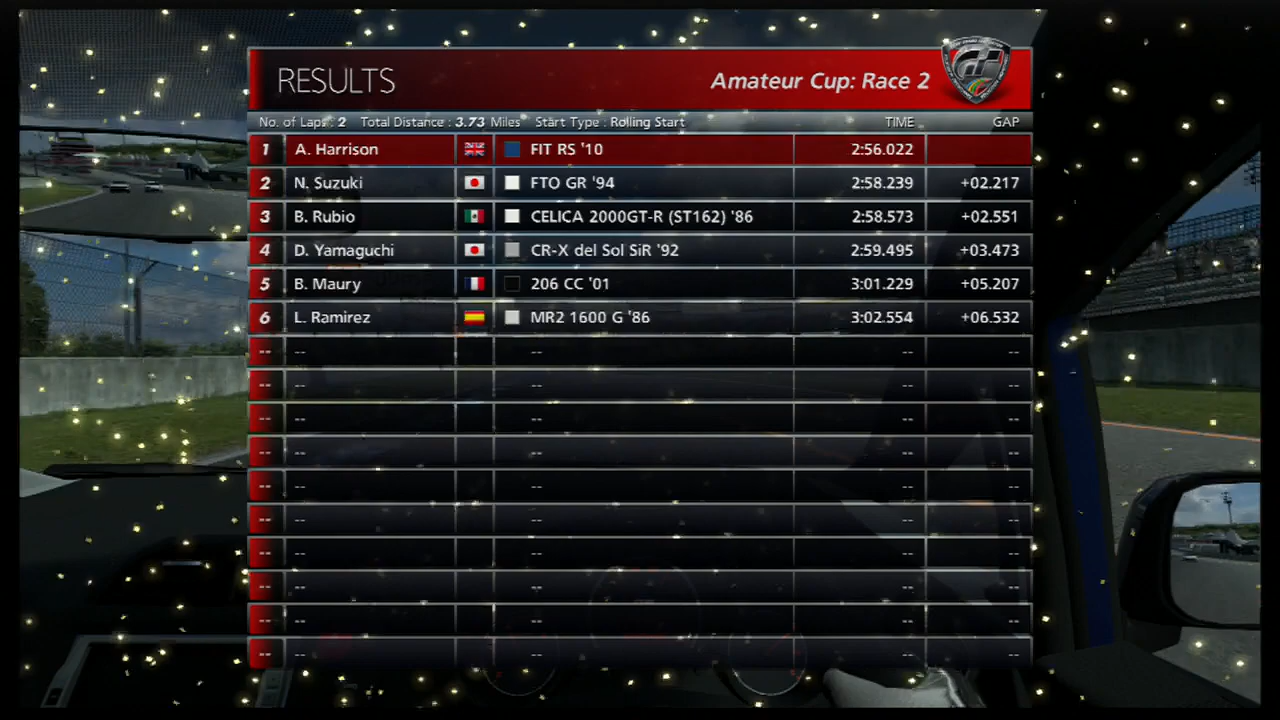 RESULTS Amateur Cup: Race 2
No. of Laps : 2 Total Distance : 3.73 Miles Start Type : Rolling Start TIME GAP
1 A. Harrison FIT RS '10 2:56.022
2 N. Suzuki FTO GR '94 2:58.239 +02.217
3 B. Rubio CELICA 2000GT-R (ST162) '86 2:58.573 +02.551
4 D. Yamaguchi CR-X del Sol SiR '92 2:59.495 +03.473
5 B. Maury 206 CC '01 3:01.229 +05.207
6 L. Ramirez MR2 1600 G '86 3:02.554 +06.532
-- -- -- -- --
-- -- -- -- --
-- -- -- -- --
-- -- -- -- --
-- -- -- -- --
-- -- -- -- --
-- -- -- -- --
-- -- -- -- --
-- -- -- -- --
-- -- -- -- --